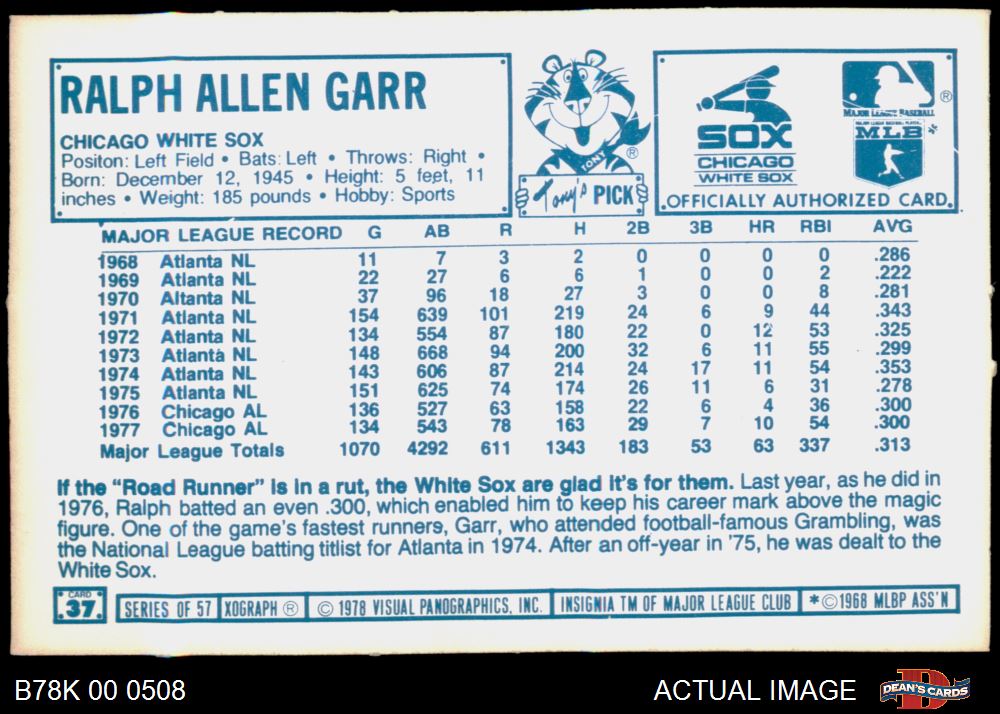 RALPH ALLEN GARR
CHICAGO WHITE SOX
Positon: Left Field • Bats: Left • Throws: Right •
Born: December 12, 1945 • Height: 5 feet, 11
inches • Weight: 185 pounds • Hobby: Sports
TONY
®
Tony's PICK
SOX
CHICAGO
WHITE SOX
®
MAJOR LEAGUE BASEBALL
MAJOR LEAGUE BASEBALL PLAYERS
MLB *
OFFICIALLY AUTHORIZED CARD.
MAJOR LEAGUE RECORD G AB R H 2B 3B HR RBI AVG
1968 Atlanta NL 11 7 3 2 0 0 0 0 .286
1969 Atlanta NL 22 27 6 6 1 0 0 2 .222
1970 Altanta NL 37 96 18 27 3 0 0 8 .281
1971 Atlanta NL 154 639 101 219 24 6 9 44 .343
1972 Atlanta NL 134 554 87 180 22 0 12 53 .325
1973 Atlanta NL 148 668 94 200 32 6 11 55 .299
1974 Atlanta NL 143 606 87 214 24 17 11 54 .353
1975 Atlanta NL 151 625 74 174 26 11 6 31 .278
1976 Chicago AL 136 527 63 158 22 6 4 36 .300
1977 Chicago AL 134 543 78 163 29 7 10 54 .300
Major League Totals 1070 4292 611 1343 183 53 63 337 .313
If the “Road Runner” is in a rut, the White Sox are glad it's for them. Last year, as he did in
1976, Ralph batted an even .300, which enabled him to keep his career mark above the magic
figure. One of the game's fastest runners, Garr, who attended football-famous Grambling, was
the National League batting titlist for Atlanta in 1974. After an off-year in '75, he was dealt to the
White Sox.
CARD
37
SERIES OF 57 XOGRAPH ® © 1978 VISUAL PANOGRAPHICS, INC. INSIGNIA TM OF MAJOR LEAGUE CLUB *©1968 MLBP ASS'N
B78K 00 0508
ACTUAL IMAGE
D
DEAN'S CARDS